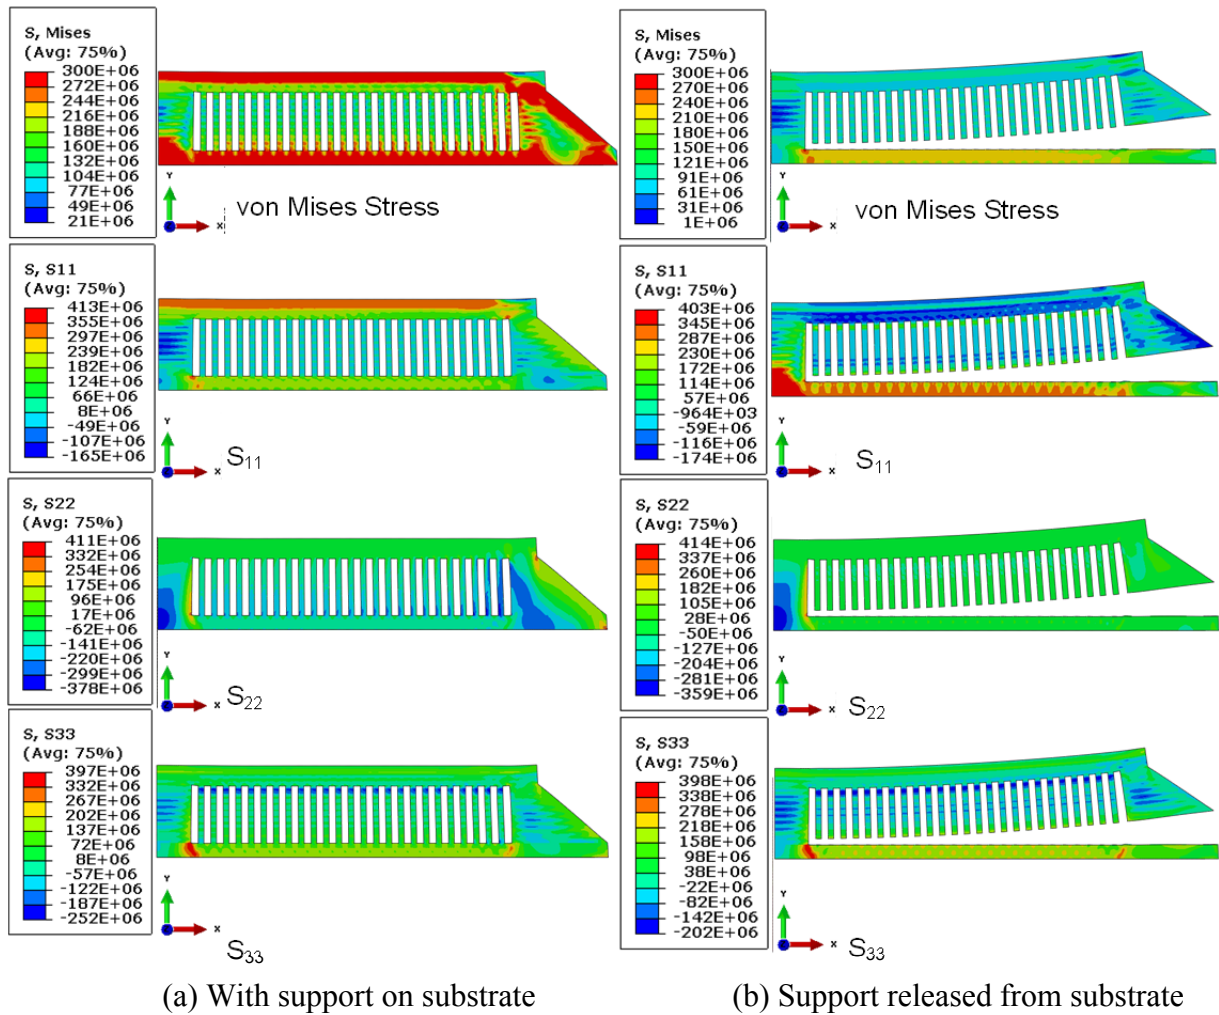 S, Mises
(Avg: 75%)
300E+06
272E+06
244E+06
216E+06
188E+06
160E+06
132E+06
104E+06
77E+06
49E+06
21E+06
Y
X
von Mises Stress
S, S11
(Avg: 75%)
413E+06
355E+06
297E+06
239E+06
182E+06
124E+06
66E+06
8E+06
-49E+06
-107E+06
-165E+06
Y
X
S11
S, S22
(Avg: 75%)
411E+06
332E+06
254E+06
175E+06
96E+06
17E+06
-62E+06
-141E+06
-220E+06
-299E+06
-378E+06
Y
X
S22
S, S33
(Avg: 75%)
397E+06
332E+06
267E+06
202E+06
137E+06
72E+06
8E+06
-57E+06
-122E+06
-187E+06
-252E+06
Y
X
S33
(a) With support on substrate
S, Mises
(Avg: 75%)
300E+06
270E+06
240E+06
210E+06
180E+06
150E+06
121E+06
91E+06
61E+06
31E+06
1E+06
Y
X
von Mises Stress
S, S11
(Avg: 75%)
403E+06
345E+06
287E+06
230E+06
172E+06
114E+06
57E+06
-964E+03
-59E+06
-116E+06
-174E+06
Y
X
S11
S, S22
(Avg: 75%)
414E+06
337E+06
260E+06
182E+06
105E+06
28E+06
-50E+06
-127E+06
-204E+06
-281E+06
-359E+06
Y
X
S22
S, S33
(Avg: 75%)
398E+06
338E+06
278E+06
218E+06
158E+06
98E+06
38E+06
-22E+06
-82E+06
-142E+06
-202E+06
Y
X
S33
(b) Support released from substrate